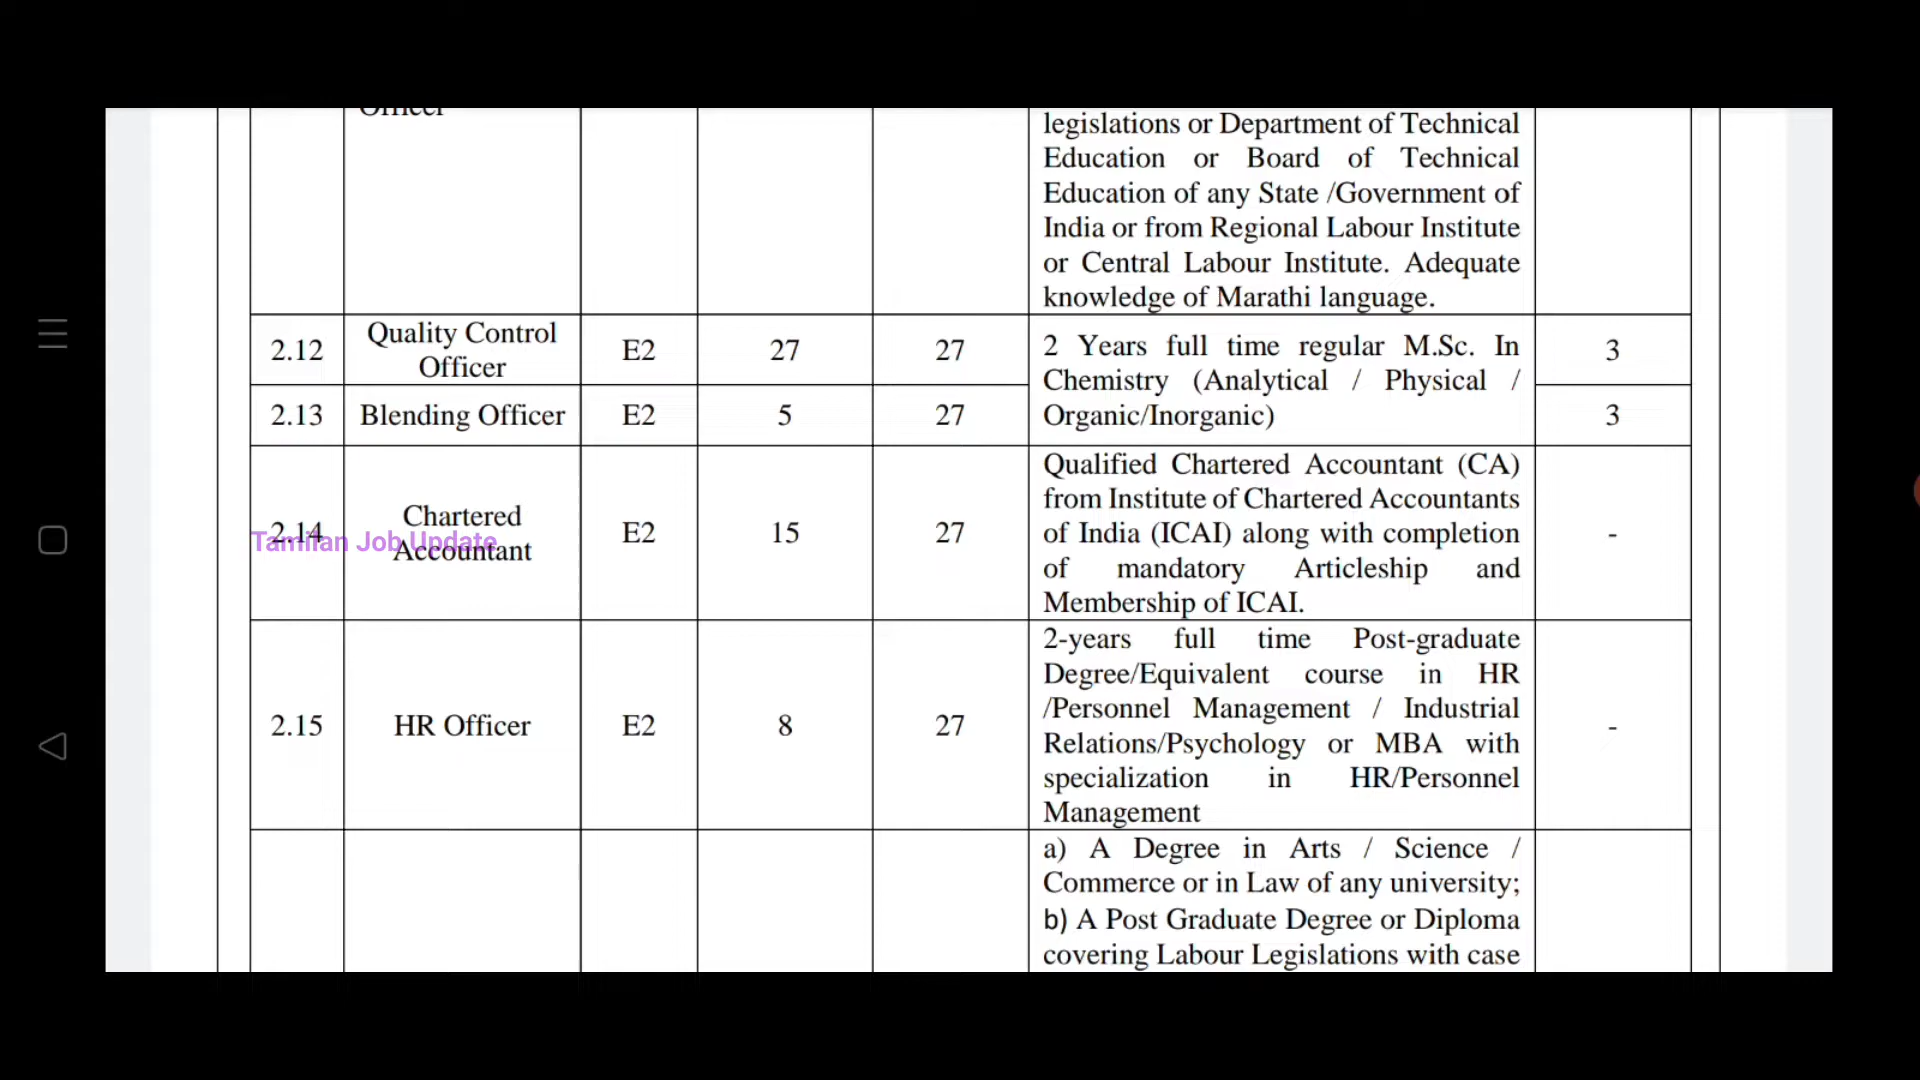 Officer
legislations or Department of Technical
Education or Board of Technical
Education of any State /Government of
India or from Regional Labour Institute
or Central Labour Institute. Adequate
knowledge of Marathi language.
2.12 Quality Control Officer E2 27 27 3
2 Years full time regular M.Sc. In
Chemistry (Analytical / Physical /
Organic/Inorganic)
2.13 Blending Officer E2 5 27 3
2.14 Chartered Accountant E2 15 27 -
Qualified Chartered Accountant (CA)
from Institute of Chartered Accountants
of India (ICAI) along with completion
of mandatory Articleship and
Membership of ICAI.
Tamilan Job Update
2.15 HR Officer E2 8 27 -
2-years full time Post-graduate
Degree/Equivalent course in HR
/Personnel Management / Industrial
Relations/Psychology or MBA with
specialization in HR/Personnel
Management
a) A Degree in Arts / Science /
Commerce or in Law of any university;
b) A Post Graduate Degree or Diploma
covering Labour Legislations with case